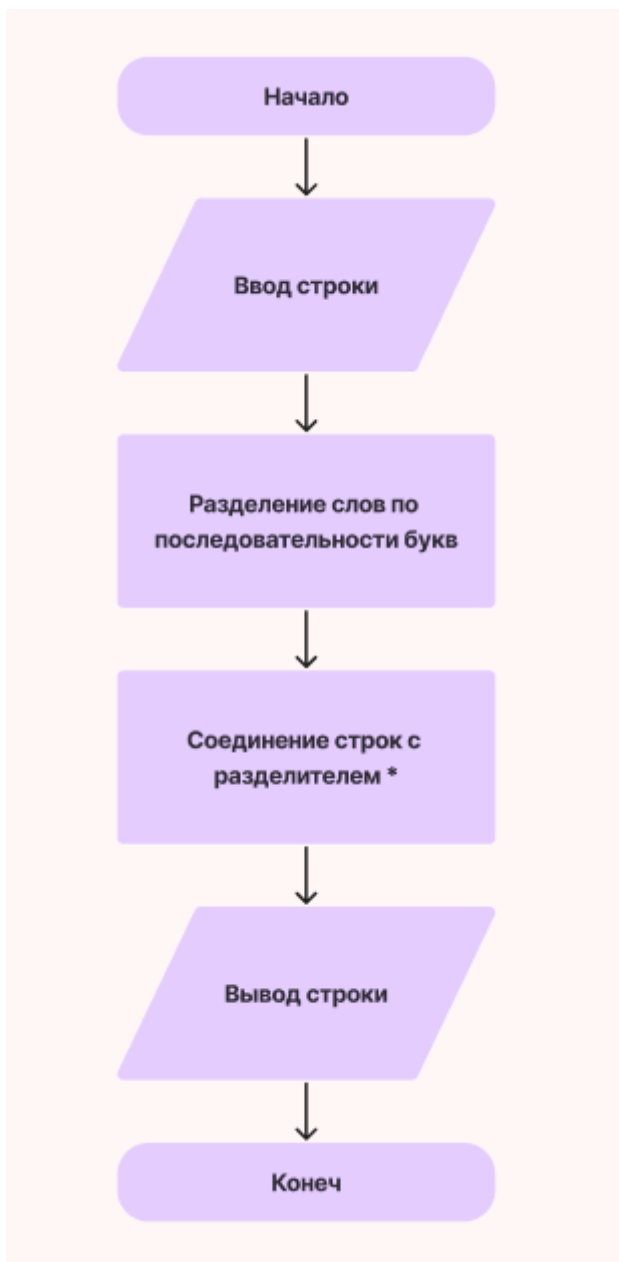 Начало
Ввод строки
Разделение слов по
последовательности букв
Соединение строк с
разделителем *
Вывод строки
Конеч